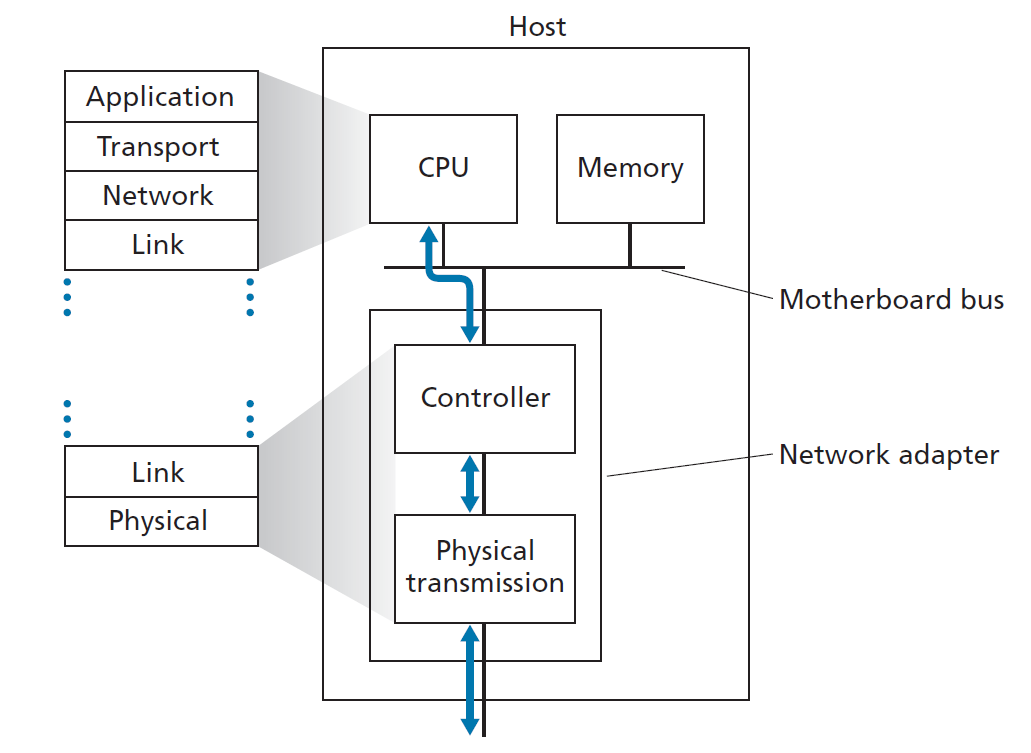 Host
Application
Transport
Network
Link
CPU
Memory
Motherboard bus
Controller
Network adapter
Link
Physical
Physical
transmission